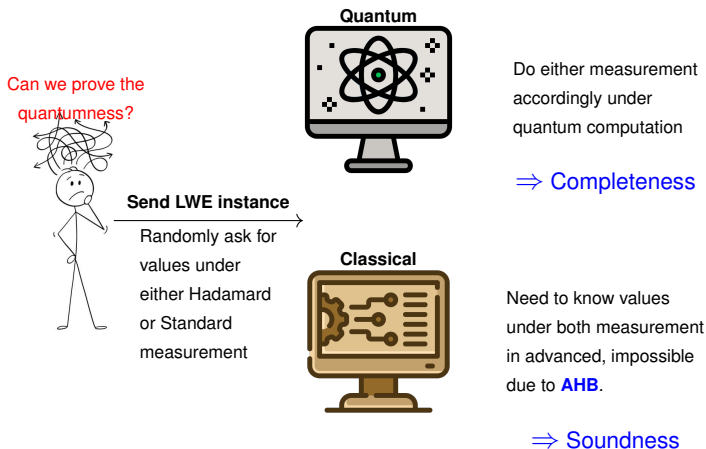 Quantum
Can we prove the
quantumness?
Do either measurement
accordingly under
quantum computation
⇒ Completeness
Send LWE instance
Randomly ask for
values under
either Hadamard
or Standard
measurement
Classical
Need to know values
under both measurement
in advanced, impossible
due to AHB.
⇒ Soundness